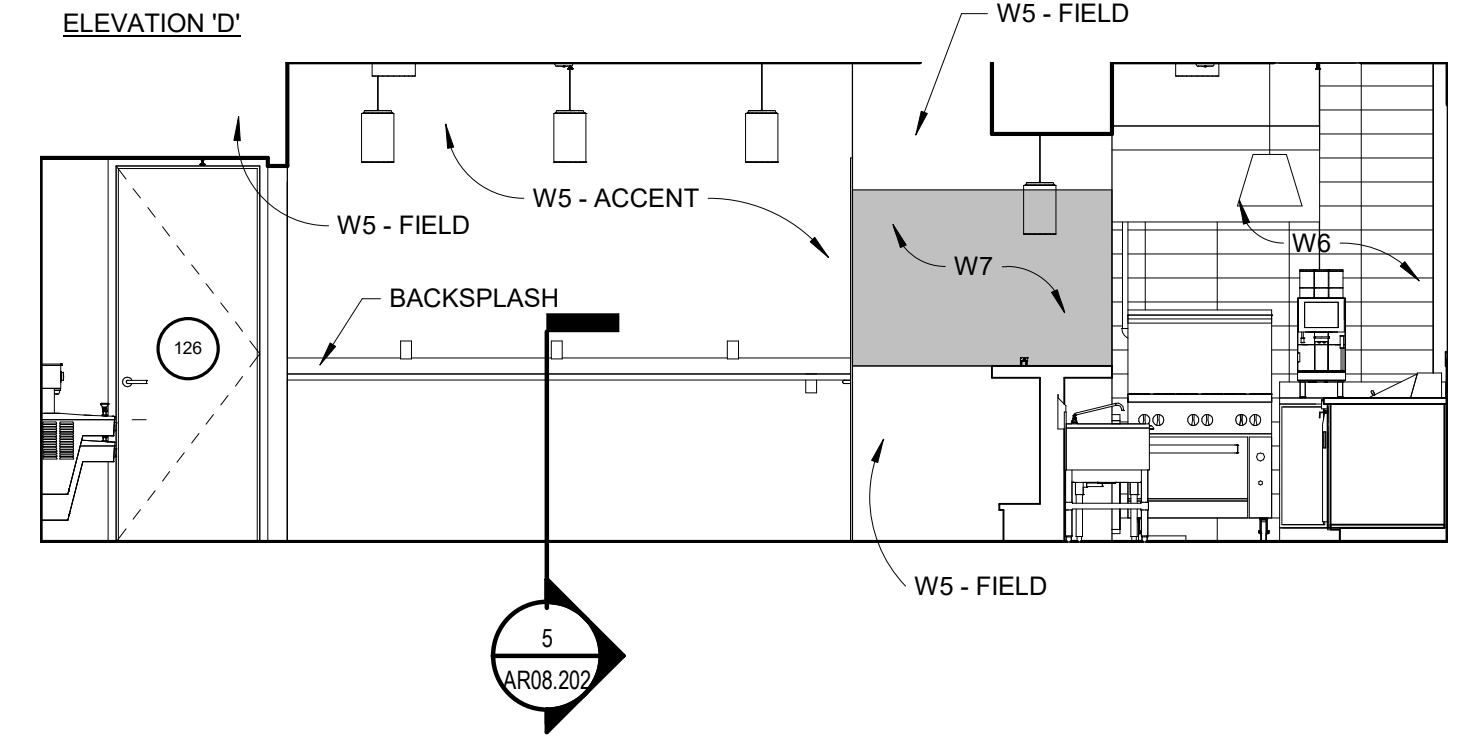 ELEVATION 'D'
W5 - FIELD
W5 - ACCENT
W5 - FIELD
W6
W7
BACKSPLASH
126
W5 - FIELD
5
AR08.202